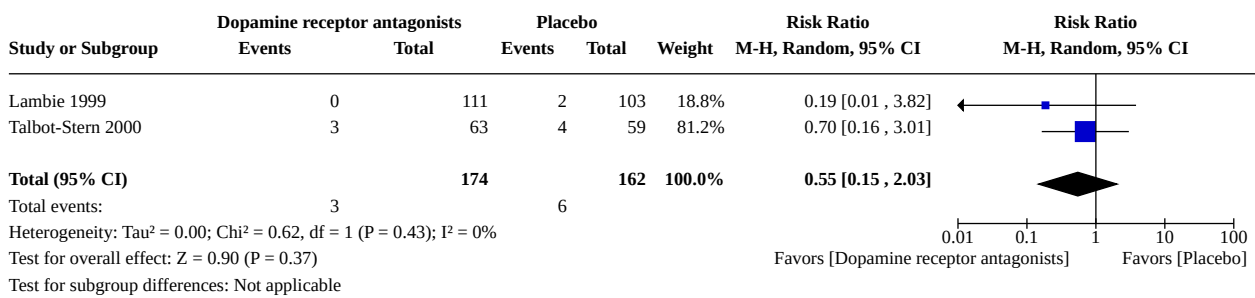 Dopamine receptor antagonists Placebo Risk Ratio Risk Ratio
Study or Subgroup Events Total Events Total Weight M-H, Random, 95% CI M-H, Random, 95% CI
Lambie 1999 0 111 2 103 18.8% 0.19 [0.01 , 3.82]
Talbot-Stern 2000 3 63 4 59 81.2% 0.70 [0.16 , 3.01]
Total (95% CI) 174 162 100.0% 0.55 [0.15 , 2.03]
Total events: 3 6
Heterogeneity: Tau² = 0.00; Chi² = 0.62, df = 1 (P = 0.43); I² = 0%
0.01 0.1 1 10 100
Test for overall effect: Z = 0.90 (P = 0.37) Favors [Dopamine receptor antagonists] Favors [Placebo]
Test for subgroup differences: Not applicable